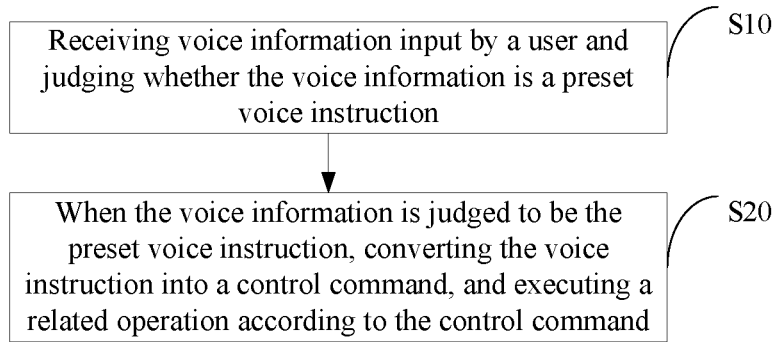 Receiving voice information input by a user and
judging whether the voice information is a preset
voice instruction
S10
When the voice information is judged to be the
preset voice instruction, converting the voice
instruction into a control command, and executing a
related operation according to the control command
S20